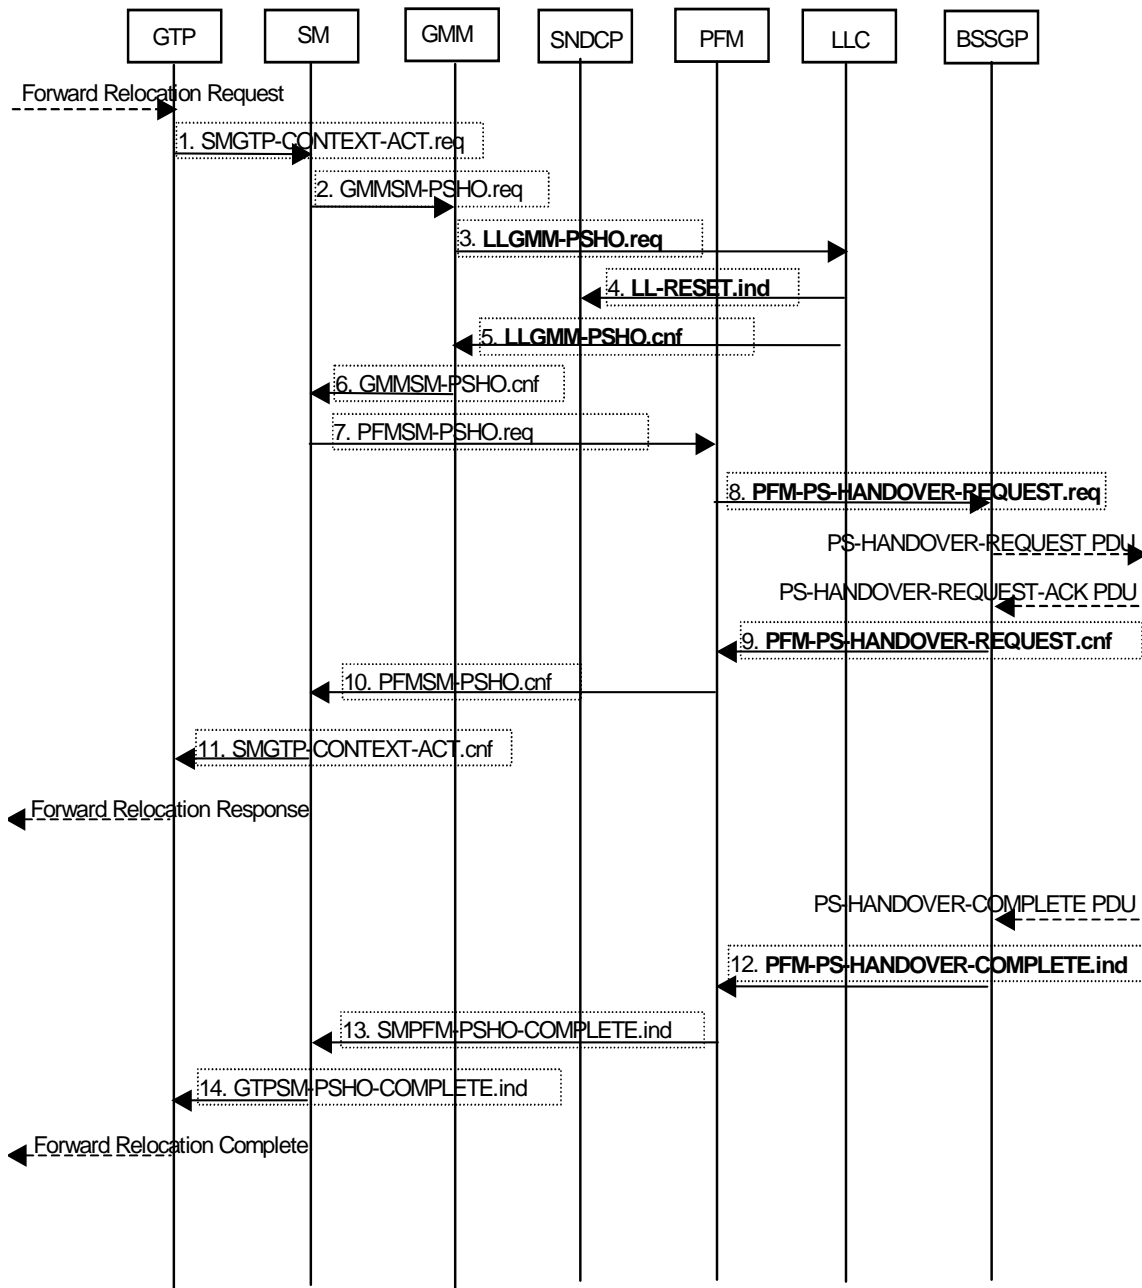 GTP
SM
GMM
SNDCP
PFM
LLC
BSSGP
Forward Relocation Request
1. SMGTP-CONTEXT-ACT.req
2. GMMSM-PSHO.req
3. LLGMM-PSHO.req
4. LL-RESET.ind
5. LLGMM-PSHO.cnf
6. GMMSM-PSHO.cnf
7. PFMSM-PSHO.req
8. PFM-PS-HANDOVER-REQUEST.req
PS-HANDOVER-REQUEST PDU
PS-HANDOVER-REQUEST-ACK PDU
9. PFM-PS-HANDOVER-REQUEST.cnf
10. PFMSM-PSHO.cnf
11. SMGTP-CONTEXT-ACT.cnf
Forward Relocation Response
PS-HANDOVER-COMPLETE PDU
12. PFM-PS-HANDOVER-COMPLETE.ind
13. SMPFM-PSHO-COMPLETE.ind
14. GTPSM-PSHO-COMPLETE.ind
Forward Relocation Complete